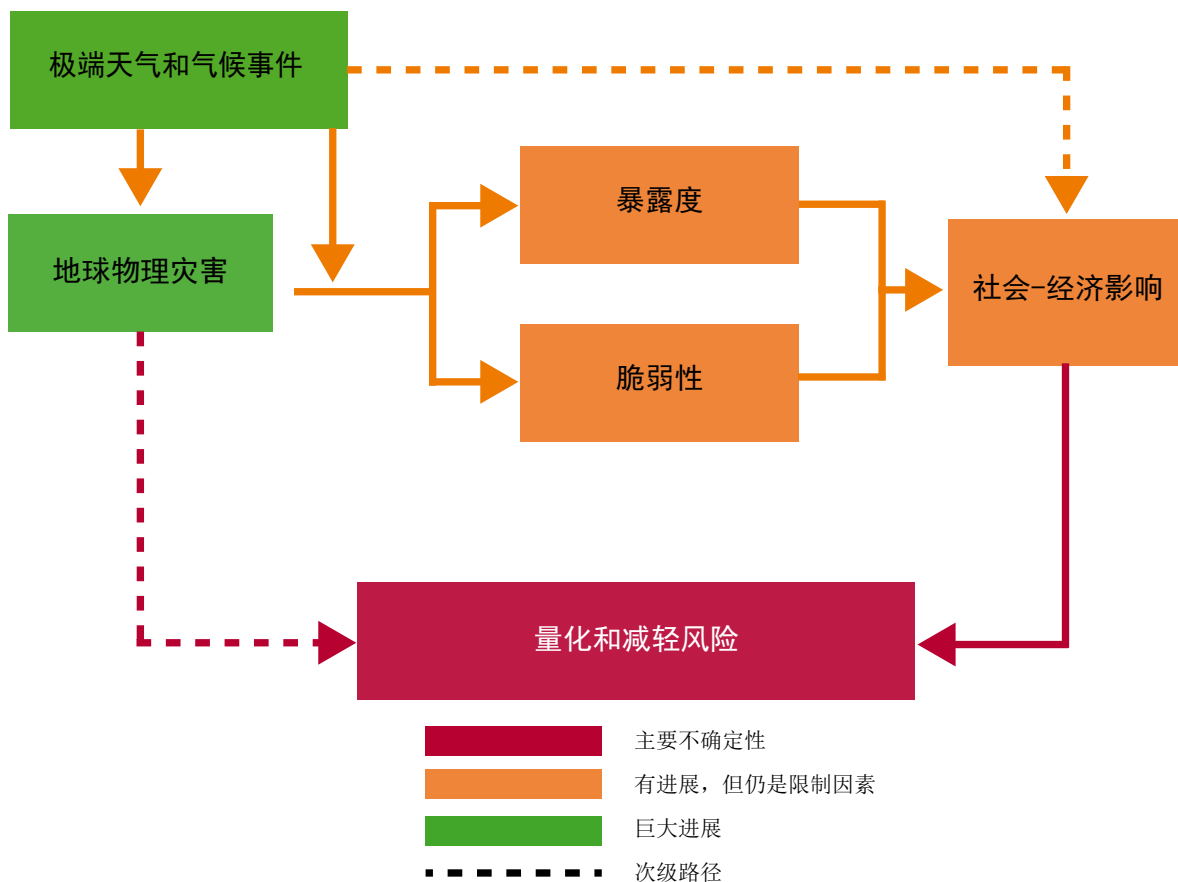 极端天气和气候事件
暴露度
地球物理灾害
社会-经济影响
脆弱性
量化和减轻风险
主要不确定性
有进展，但仍是限制因素
巨大进展
次级路径